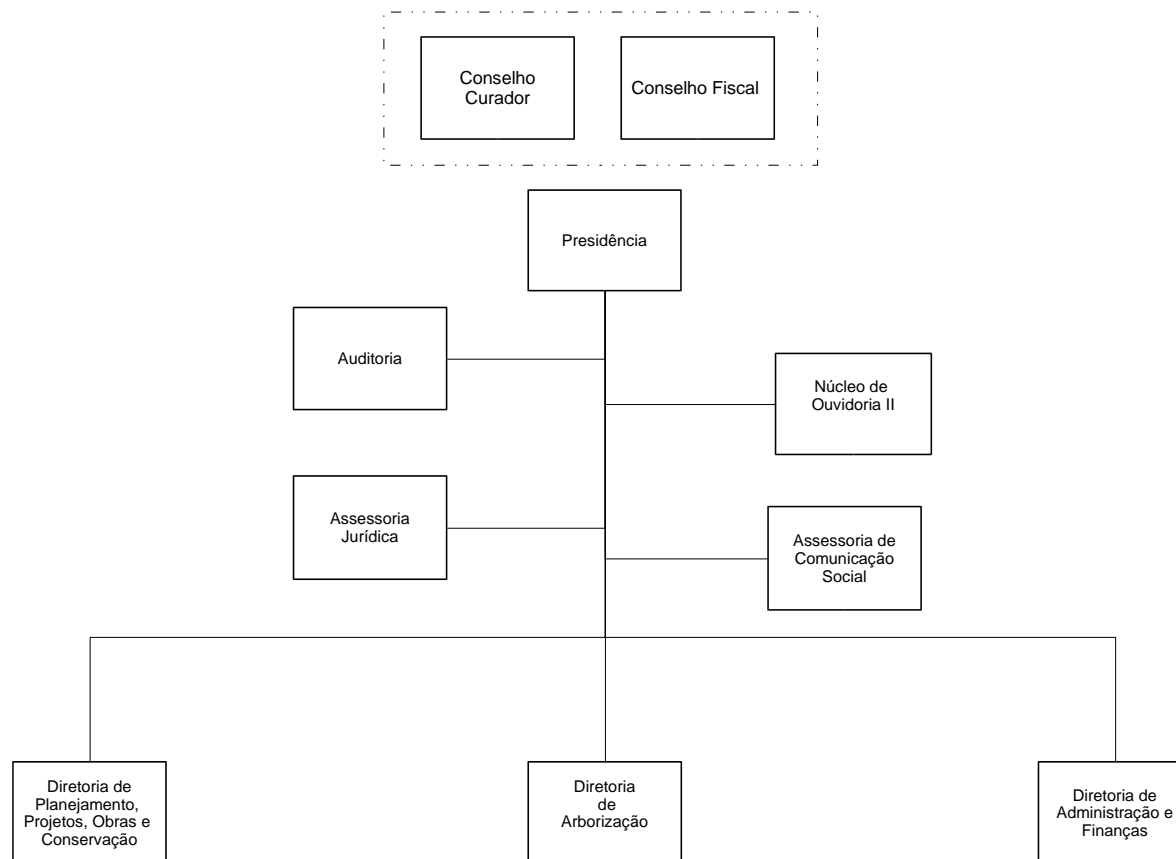 Conselho
Curador
Conselho Fiscal
Presidência
Auditoria
Núcleo de
Ouvidoria II
Assessoria
Jurídica
Assessoria de
Comunicação
Social
Diretoria de
Planejamento,
Projetos, Obras e
Conservação
Diretoria
de
Arborização
Diretoria de
Administração e
Finanças